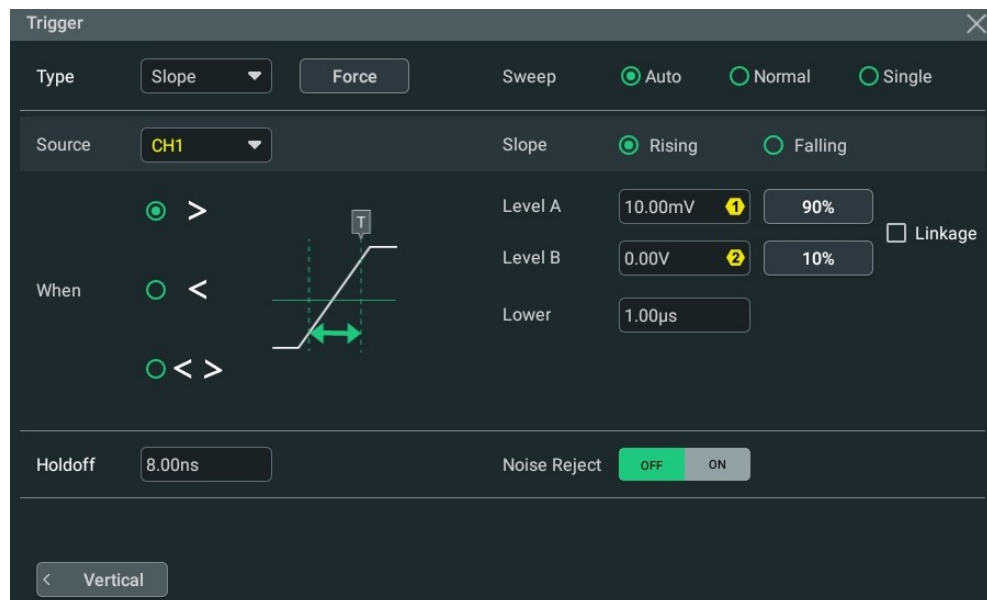 Trigger
Type Slope Force Sweep Auto Normal Single
Source CH1 Slope Rising Falling
When > < < >
T
Level A 10.00mV 1 90%
Level B 0.00V 2 10%
Linkage
Lower 1.00µs
Holdoff 8.00ns Noise Reject OFF ON
< Vertical